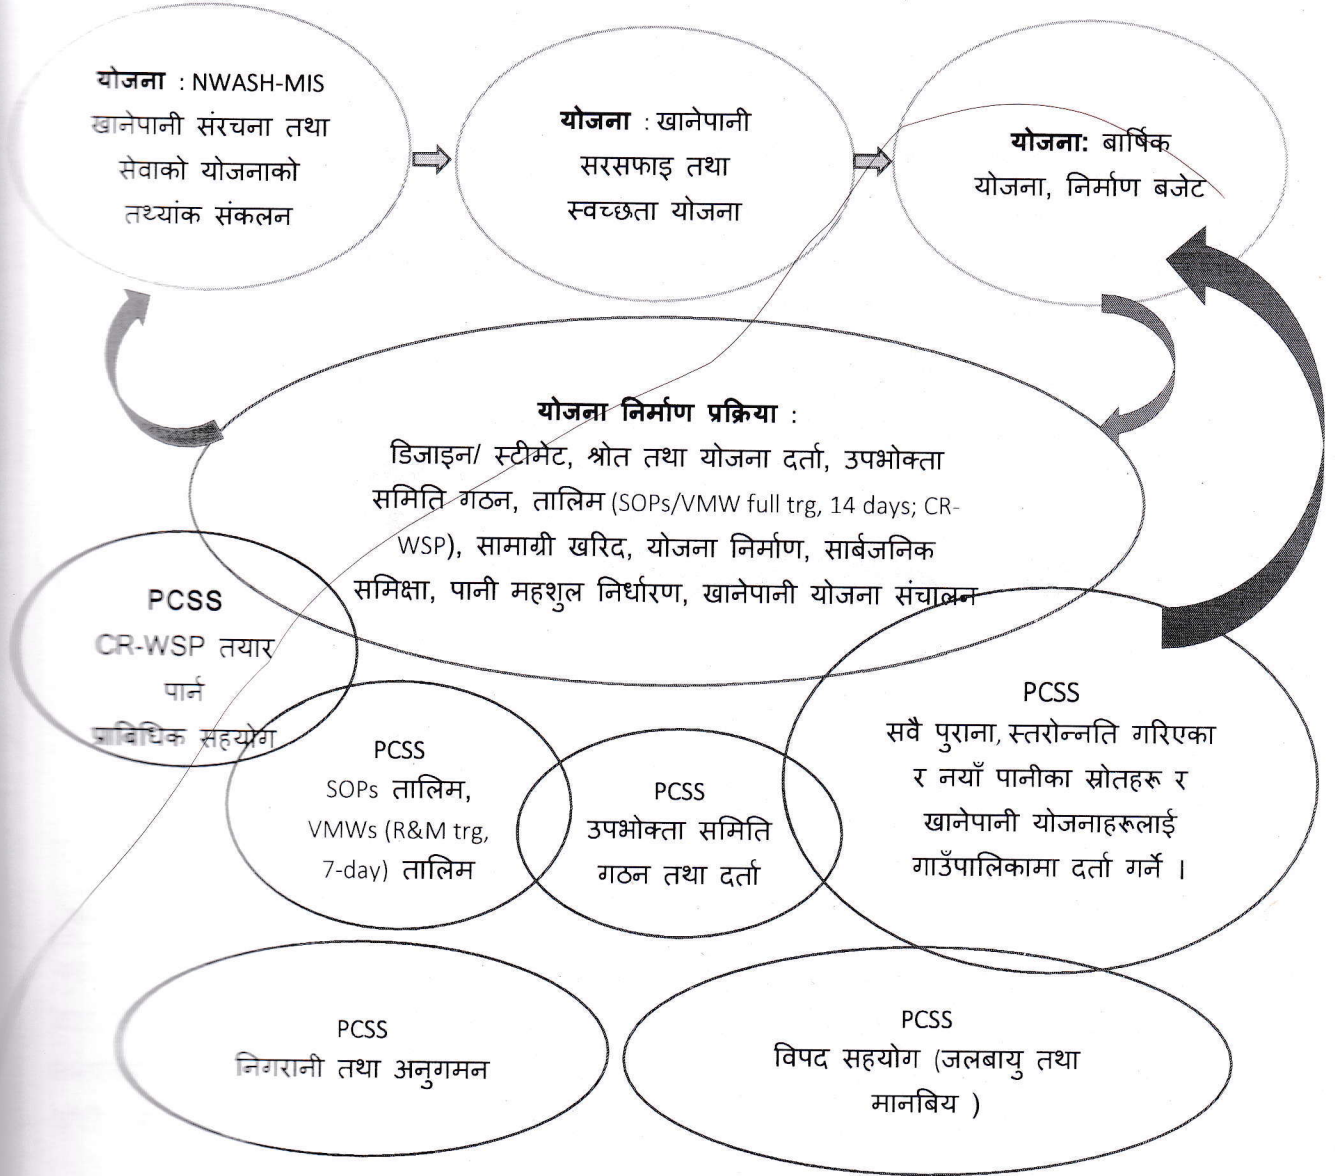 योजना : NWASH-MIS
खानेपानी संरचना तथा
सेवाको योजनाको
तथ्यांक संकलन
योजना : खानेपानी
सरसफाइ तथा
स्वच्छता योजना
योजना: बार्षिक
योजना, निर्माण बजेट
योजना निर्माण प्रक्रिया :
डिजाइन/ स्टीमेट, श्रोत तथा योजना दर्ता, उपभोक्ता
समिति गठन, तालिम (SOPs/VMW full trg, 14 days; CR-
WSP), सामाग्री खरिद, योजना निर्माण, सार्बजनिक
समिक्षा, पानी महशुल निर्धारण, खानेपानी योजना संचालन
PCSS
CR-WSP तयार
पार्न
प्राबिधिक सहयोग
PCSS
SOPs तालिम,
VMWs (R&M trg,
7-day) तालिम
PCSS
उपभोक्ता समिति
गठन तथा दर्ता
PCSS
सवै पुराना, स्तरोन्नति गरिएका
र नयाँ पानीका स्रोतहरू र
खानेपानी योजनाहरूलाई
गाउँपालिकामा दर्ता गर्ने ।
PCSS
निगरानी तथा अनुगमन
PCSS
विपद सहयोग (जलबायु तथा
मानबिय )